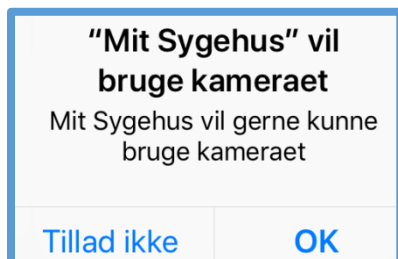 “Mit Sygehus” vil
bruge kameraet
Mit Sygehus vil gerne kunne
bruge kameraet
Tillad ikke
OK